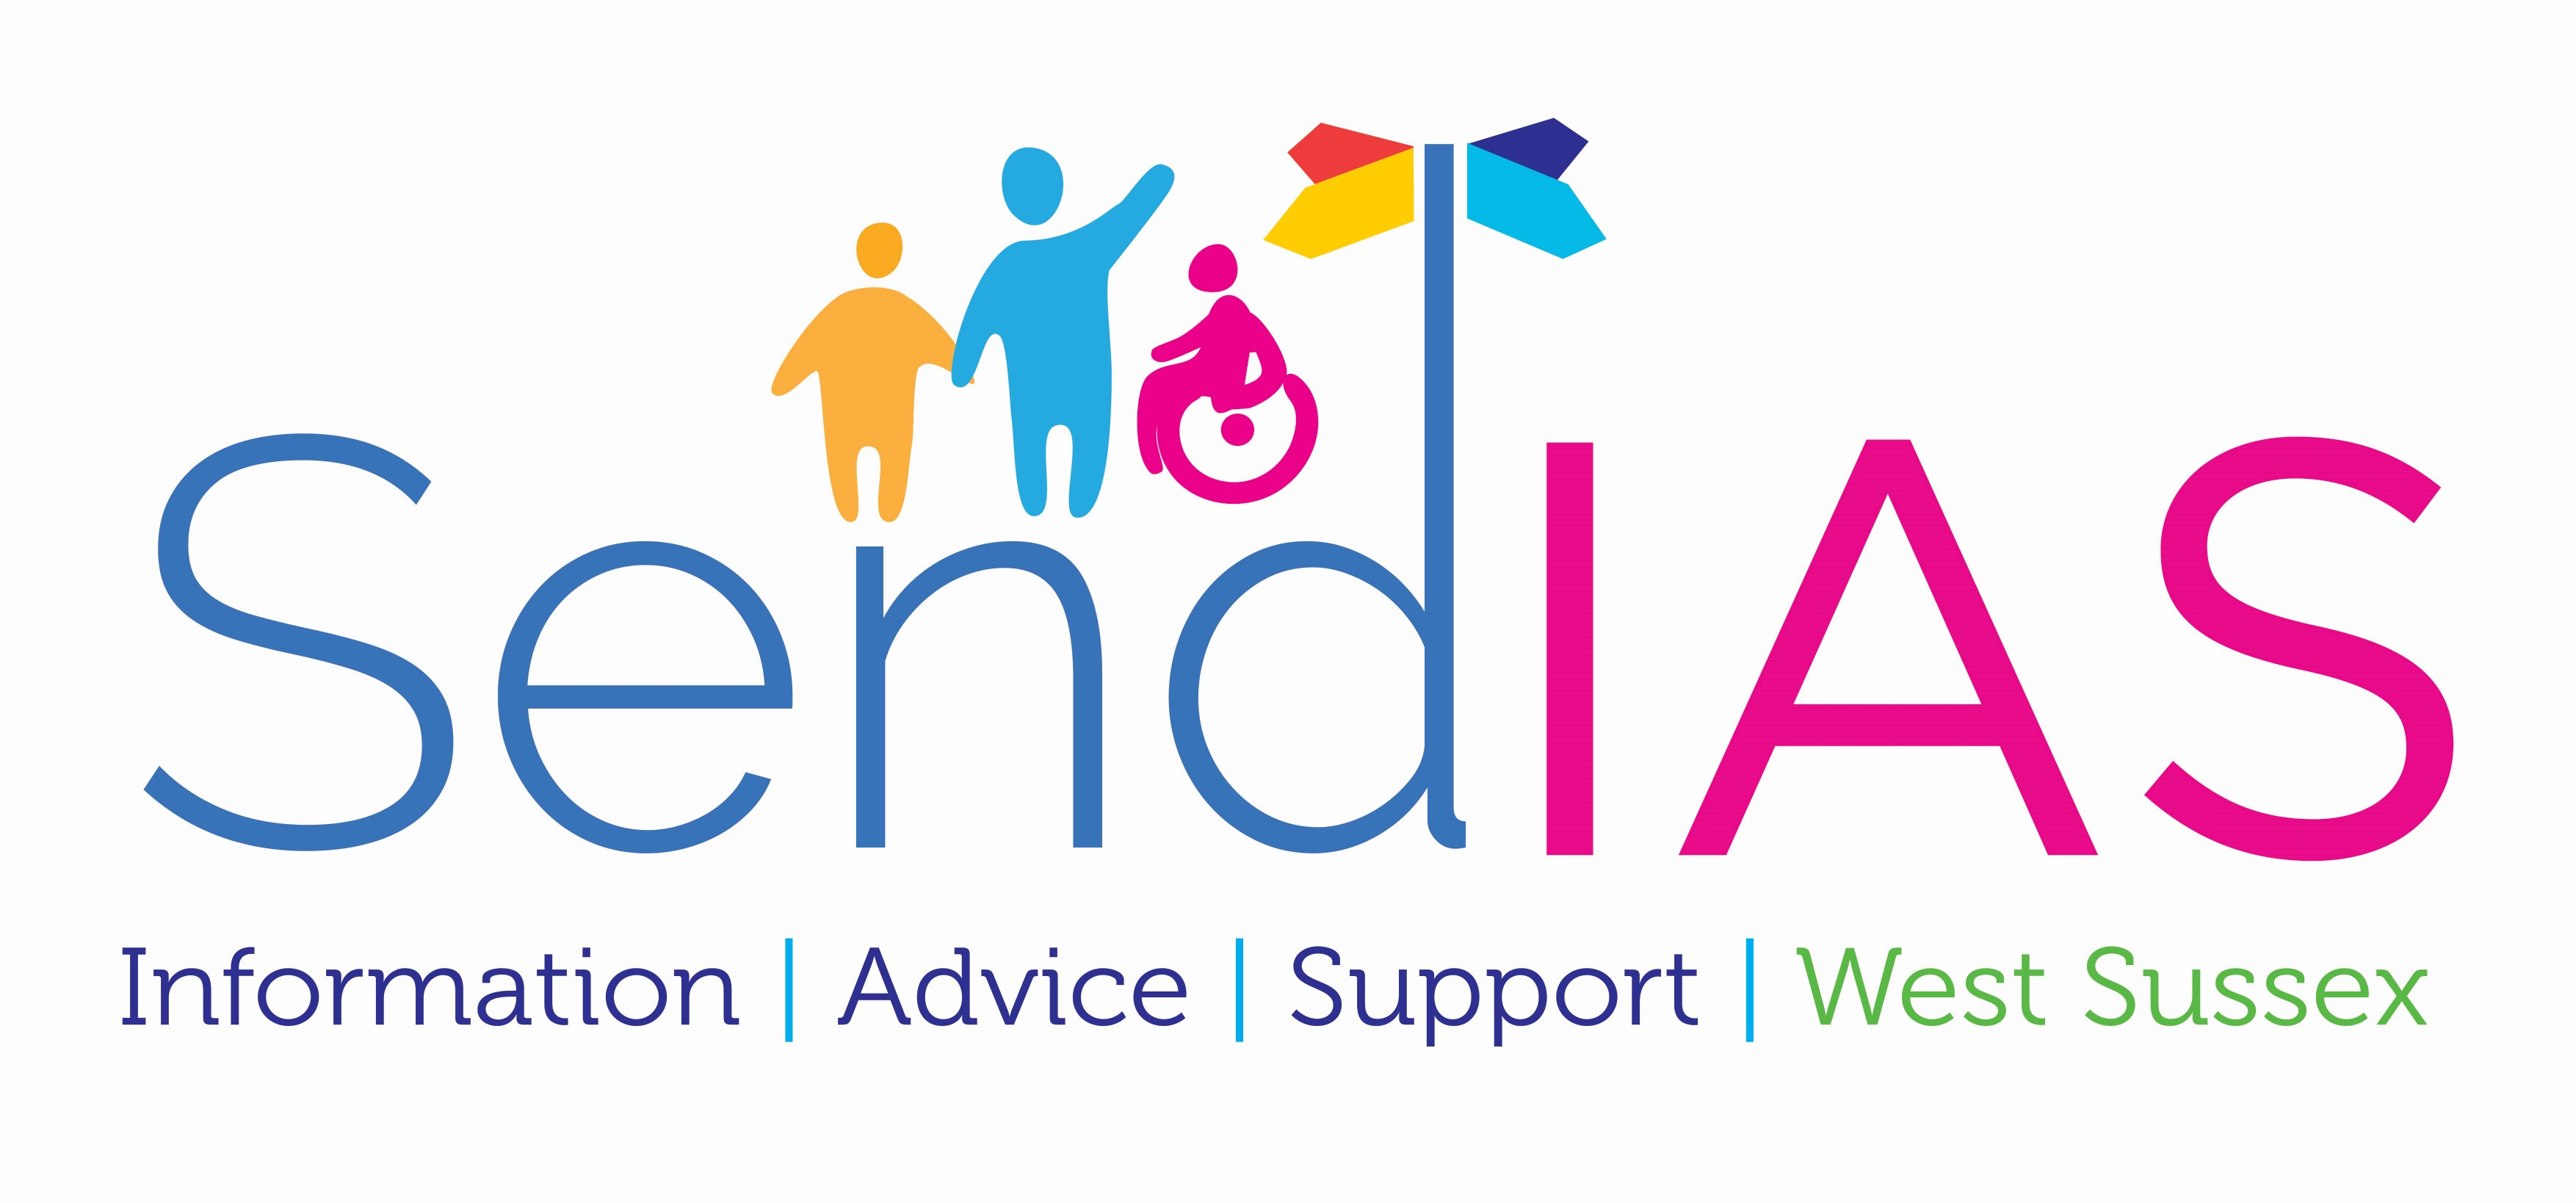 SendIAS
Information | Advice | Support | West Sussex